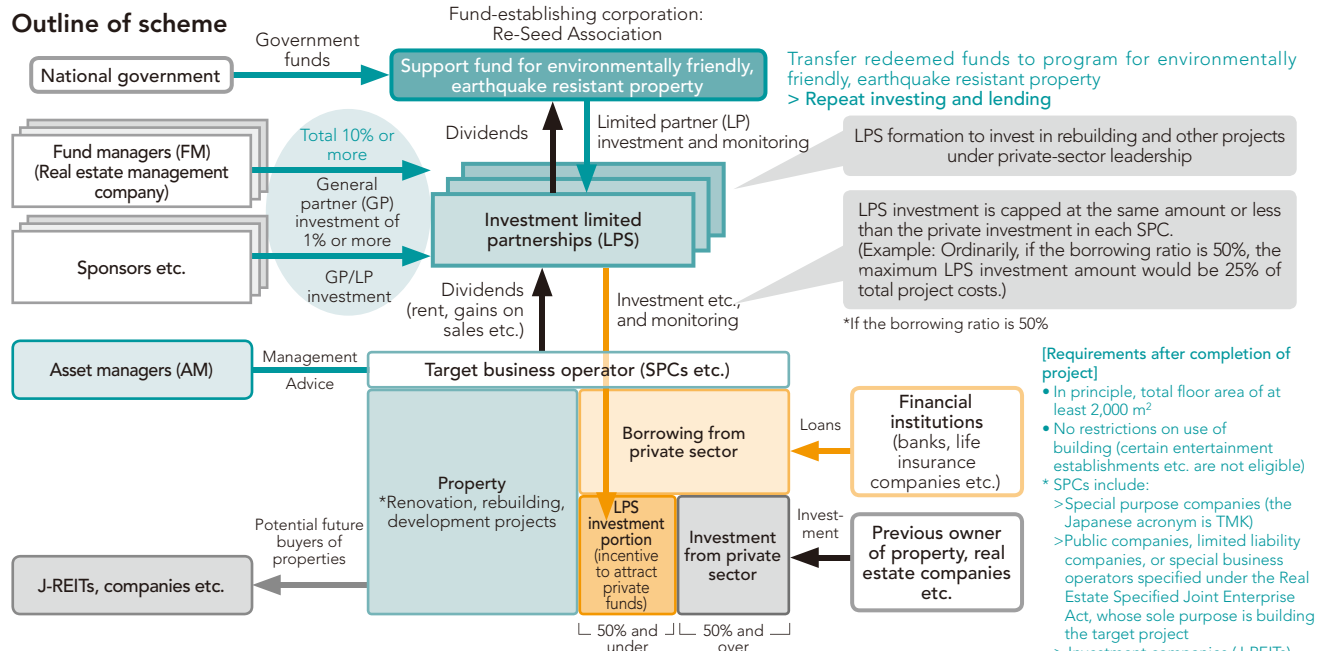 Outline of scheme
Fund-establishing corporation:
Re-Seed Association
Government
funds
National government
Support fund for environmentally friendly,
earthquake resistant property
Transfer redeemed funds to program for environmentally
friendly, earthquake resistant property
> Repeat investing and lending
Fund managers (FM)
(Real estate management
company)
Sponsors etc.
Total 10% or
more
General
partner (GP)
investment of
1% or more
GP/LP
investment
Dividends
Limited partner (LP)
investment and monitoring
Investment limited
partnerships (LPS)
LPS formation to invest in rebuilding and other projects
under private-sector leadership
LPS investment is capped at the same amount or less
than the private investment in each SPC.
(Example: Ordinarily, if the borrowing ratio is 50%, the
maximum LPS investment amount would be 25% of
total project costs.)
*If the borrowing ratio is 50%
Dividends
(rent, gains on
sales etc.)
Investment etc.,
and monitoring
Asset managers (AM)
Management
Advice
Target business operator (SPCs etc.)
Property
*Renovation, rebuilding,
development projects
Borrowing from
private sector
Loans
Financial
institutions
(banks, life
insurance
companies etc.)
LPS
investment
portion
(incentive
to attract
private
funds)
Investment
from private
sector
Invest-
ment
Previous owner
of property, real
estate companies
etc.
Potential future
buyers of
properties
J-REITs, companies etc.
50% and
under
50% and
over
[Requirements after completion of
project]
• In principle, total floor area of at
least 2,000 m²
• No restrictions on use of
building (certain entertainment
establishments etc. are not eligible)
* SPCs include:
>Special purpose companies (the
Japanese acronym is TMK)
>Public companies, limited liability
companies, or special business
operators specified under the Real
Estate Specified Joint Enterprise
Act, whose sole purpose is building
the target project
> Investment companies (J-REITs)